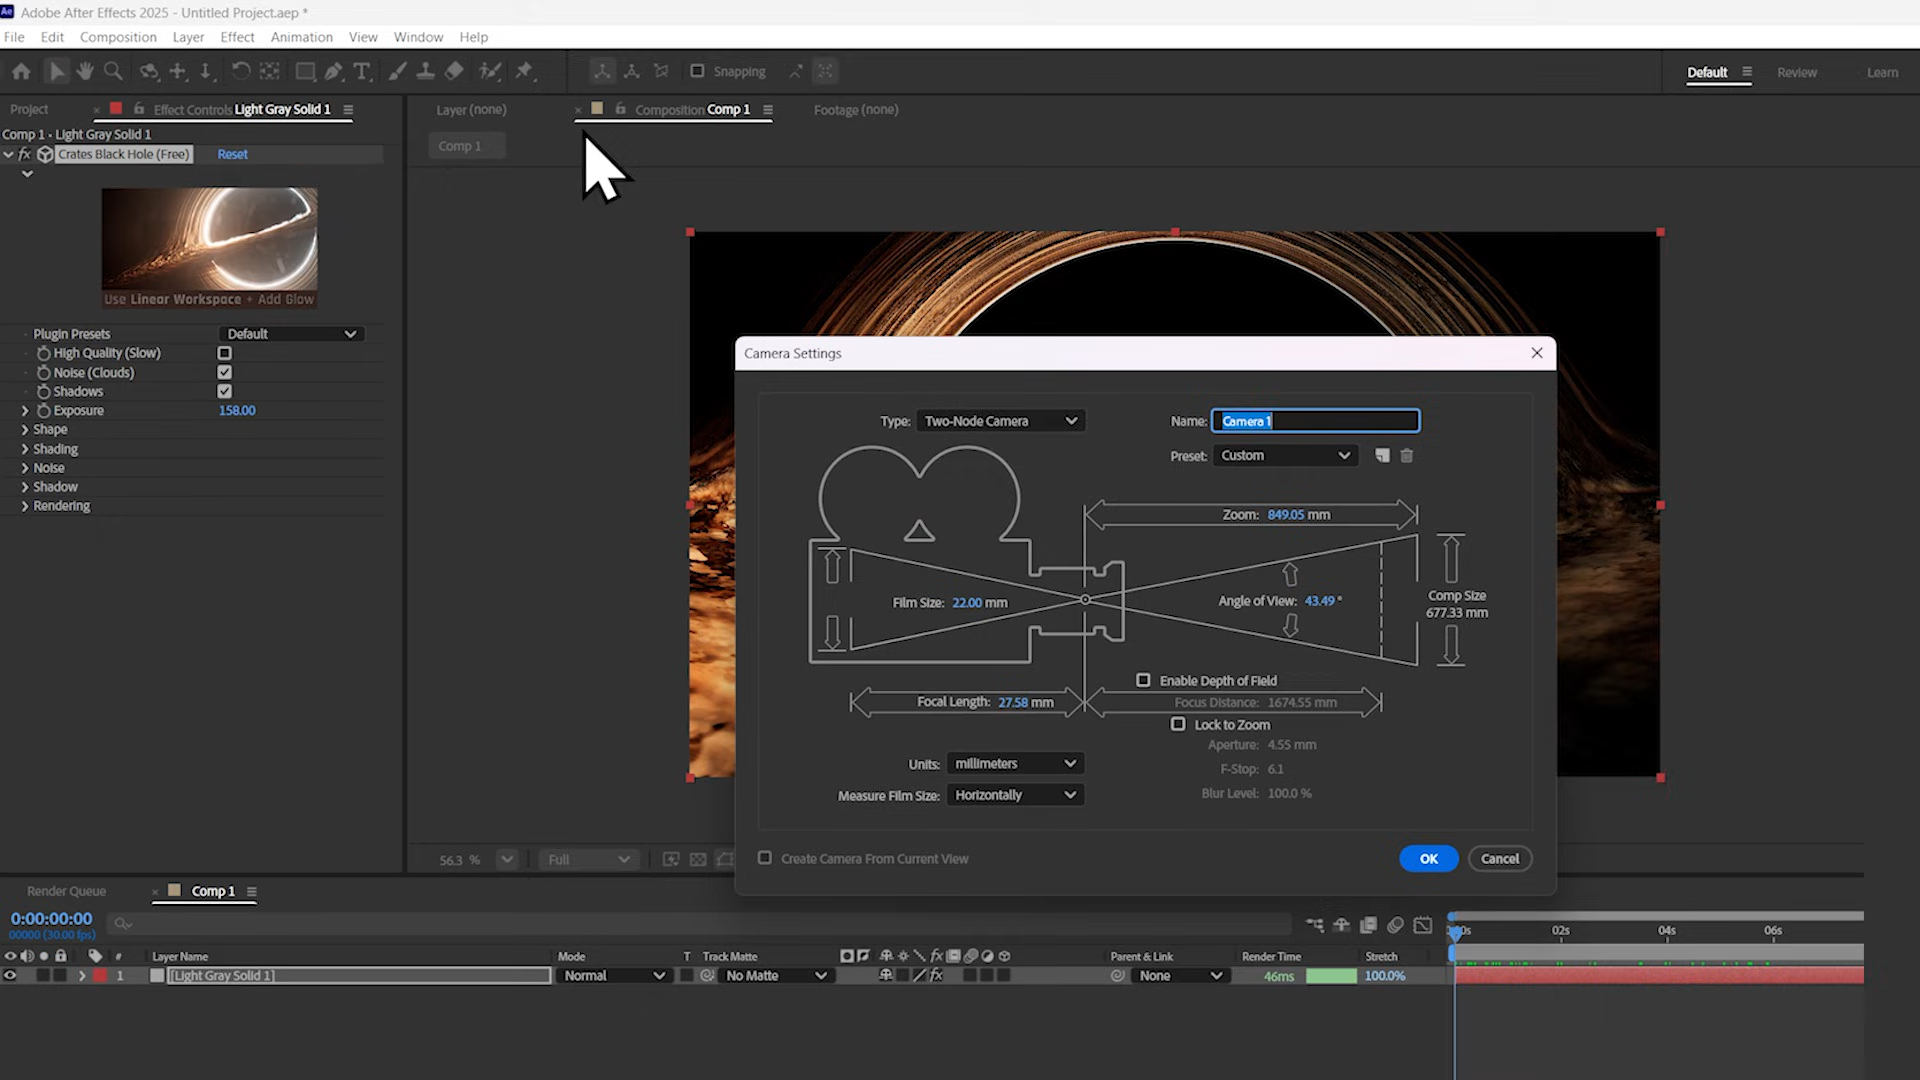 Ae Adobe After Effects 2025 - Untitled Project.aep *
File Edit Composition Layer Effect Animation View Window Help
Snapping Default Review Learn
Project Effect Controls Light Gray Solid 1 Layer (none) Composition Comp 1 Footage (none)
Comp 1 • Light Gray Solid 1
Comp 1
fx Crates Black Hole (Free) Reset
Use Linear Workspace + Add Glow
Plugin Presets Default
High Quality (Slow)
Noise (Clouds)
Shadows
Exposure 158.00
Shape
Shading
Noise
Shadow
Rendering
Camera Settings
Type: Two-Node Camera Name: Camera 1
Preset: Custom
Zoom: 849.05 mm
Film Size: 22.00 mm Angle of View: 43.49 ° Comp Size
677.33 mm
Enable Depth of Field
Focal Length: 27.58 mm Focus Distance: 1674.55 mm
Lock to Zoom
Aperture: 4.55 mm
Units: millimeters F-Stop: 6.1
Measure Film Size: Horizontally Blur Level: 100.0 %
Create Camera From Current View OK Cancel
56.3 % Full
Render Queue Comp 1
0:00:00:00
00000 (30.00 fps)
:00s 02s 04s 06s
# Layer Name Mode T Track Matte fx Parent & Link Render Time Stretch
1 [Light Gray Solid 1] Normal No Matte fx None 46ms 100.0%